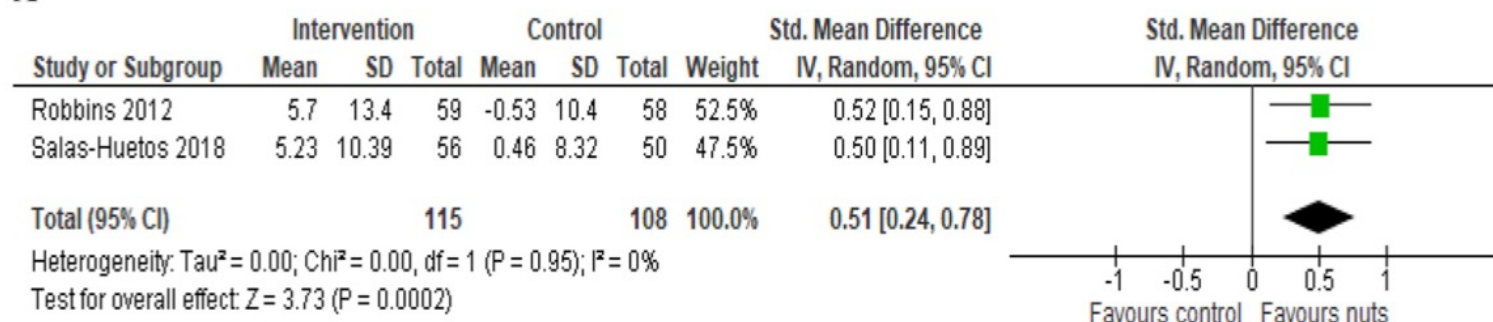 Intervention Control Std. Mean Difference Std. Mean Difference
Study or Subgroup Mean SD Total Mean SD Total Weight IV, Random, 95% CI IV, Random, 95% CI
Robbins 2012 5.7 13.4 59 -0.53 10.4 58 52.5% 0.52 [0.15, 0.88]
Salas-Huetos 2018 5.23 10.39 56 0.46 8.32 50 47.5% 0.50 [0.11, 0.89]
Total (95% CI) 115 108 100.0% 0.51 [0.24, 0.78]
Heterogeneity: Tau² = 0.00; Chi² = 0.00, df = 1 (P = 0.95); I² = 0%
Test for overall effect: Z = 3.73 (P = 0.0002)
-1 -0.5 0 0.5 1
Favours control Favours nuts